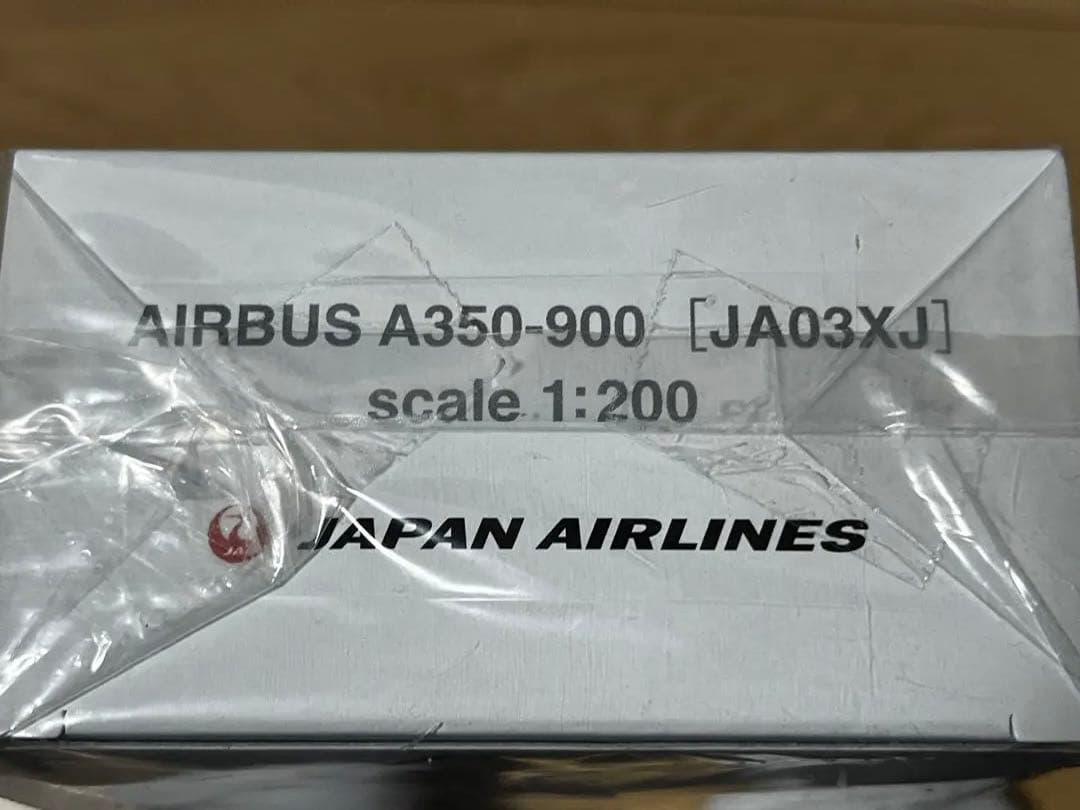 AIRBUS A350-900 [JA03XJ]
scale 1:200
JAPAN AIRLINES